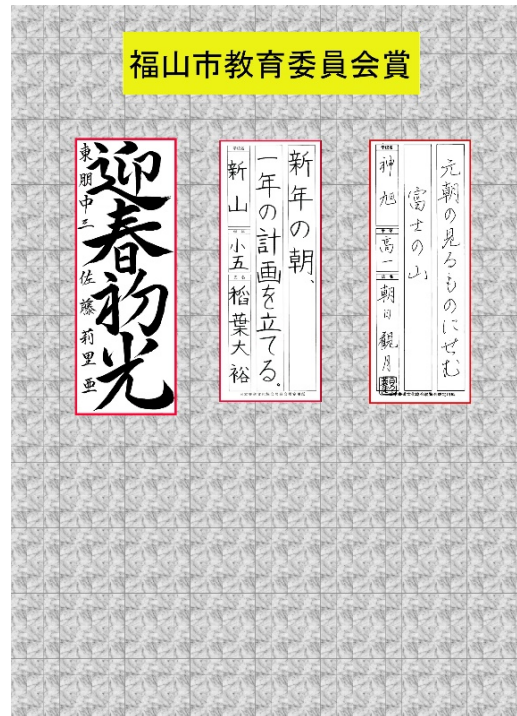 福山市教育委員会賞
迎春初光
東朋中三 佐藤莉里亜
新年の朝、
一年の計画を立てる。
新山 小五 稲葉大裕
元朝の見るものにせむ
富士の山
神旭 高一 朝日観月